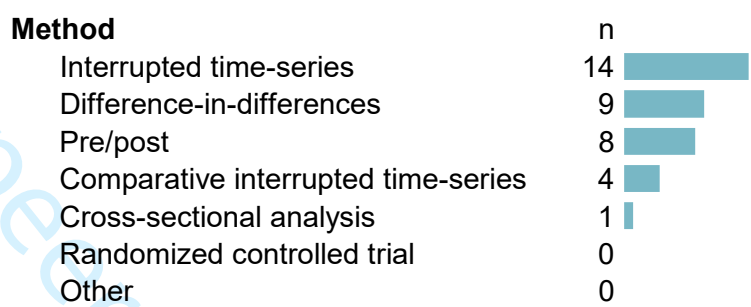 Method n
Interrupted time-series 14
Difference-in-differences 9
Pre/post 8
Comparative interrupted time-series 4
Cross-sectional analysis 1
Randomized controlled trial 0
Other 0